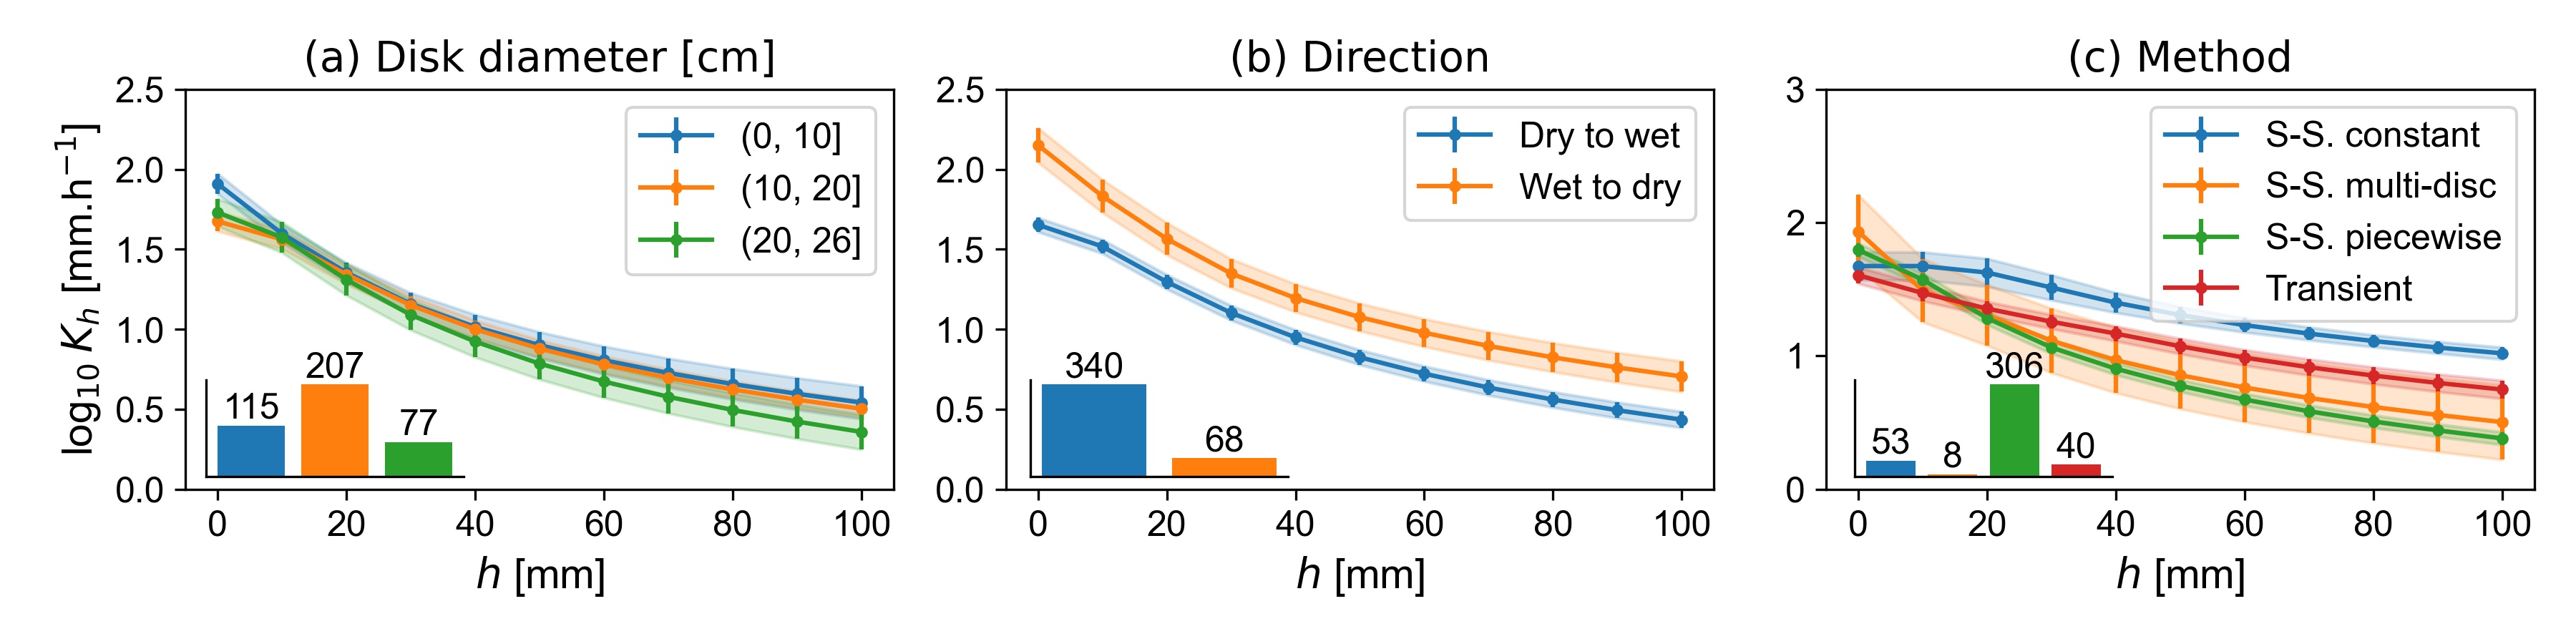 (a) Disk diameter [cm]
log10 Kh [mm.h−1]
2.5
2.0
1.5
1.0
0.5
0.0
(0, 10]
(10, 20]
(20, 26]
115
207
77
0 20 40 60 80 100
h [mm]
(b) Direction
2.5
2.0
1.5
1.0
0.5
0.0
Dry to wet
Wet to dry
340
68
0 20 40 60 80 100
h [mm]
(c) Method
3
2
1
0
S-S. constant
S-S. multi-disc
S-S. piecewise
Transient
53
8
306
40
0 20 40 60 80 100
h [mm]